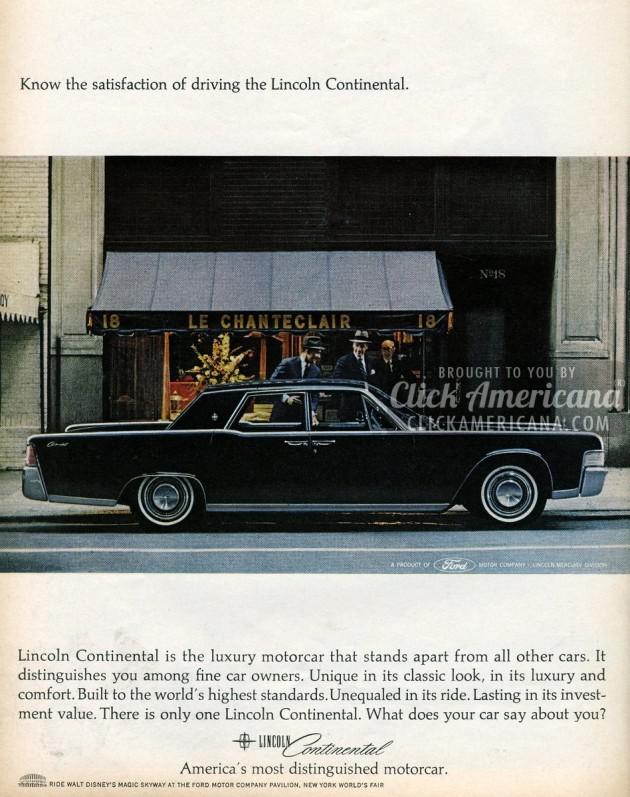 Know the satisfaction of driving the Lincoln Continental.
Nº18
18 LE CHANTECLAIR 18
BROUGHT TO YOU BY
Click Americana
CLICKAMERICANA.COM
Continental
A PRODUCT OF Ford MOTOR COMPANY · LINCOLN-MERCURY DIVISION
Lincoln Continental is the luxury motorcar that stands apart from all other cars. It
distinguishes you among fine car owners. Unique in its classic look, in its luxury and
comfort. Built to the world's highest standards. Unequaled in its ride. Lasting in its invest-
ment value. There is only one Lincoln Continental. What does your car say about you?
LINCOLN Continental
America's most distinguished motorcar.
RIDE WALT DISNEY'S MAGIC SKYWAY AT THE FORD MOTOR COMPANY PAVILION, NEW YORK WORLD'S FAIR